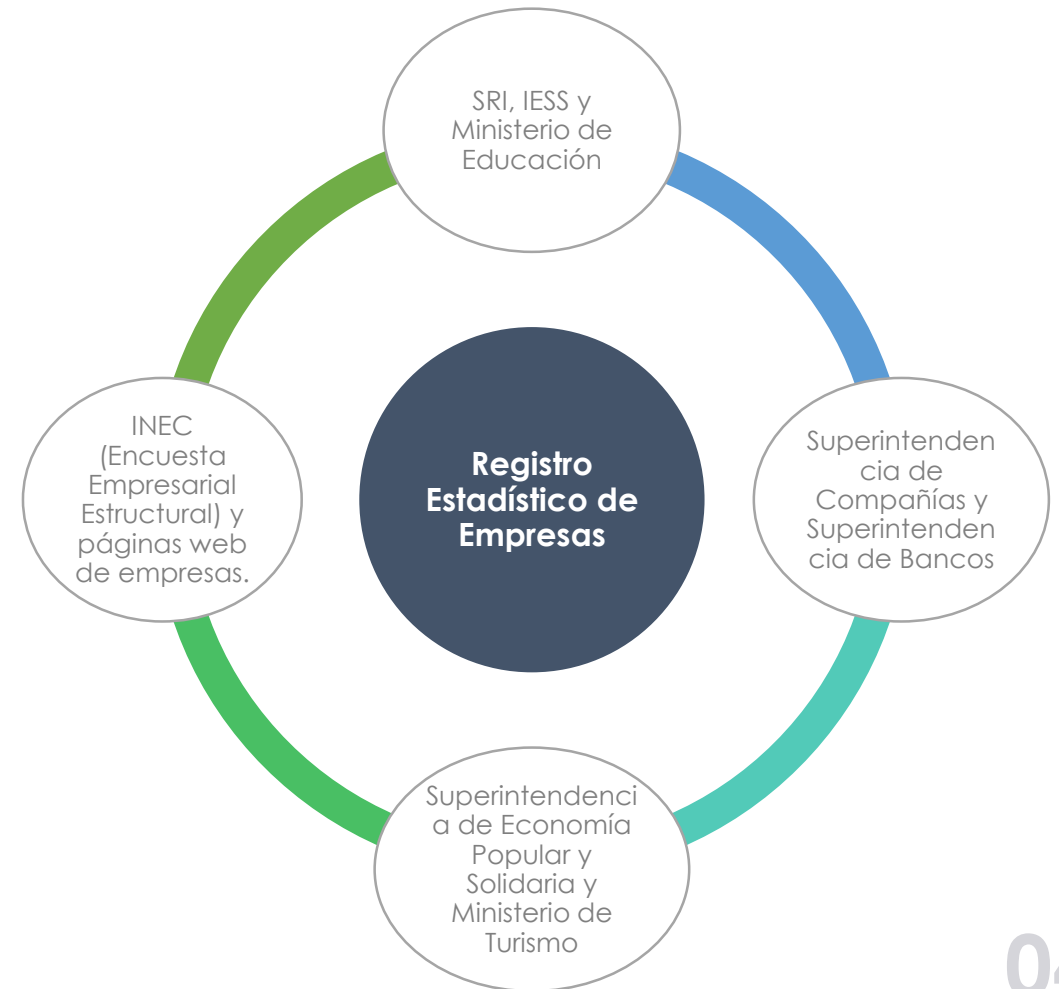 SRI, IESS y
Ministerio de
Educación
INEC
(Encuesta
Empresarial
Estructural) y
páginas web
de empresas.
Registro
Estadístico de
Empresas
Superintenden
cia de
Compañías y
Superintenden
cia de Bancos
Superintendenci
a de Economía
Popular y
Solidaria y
Ministerio de
Turismo
04